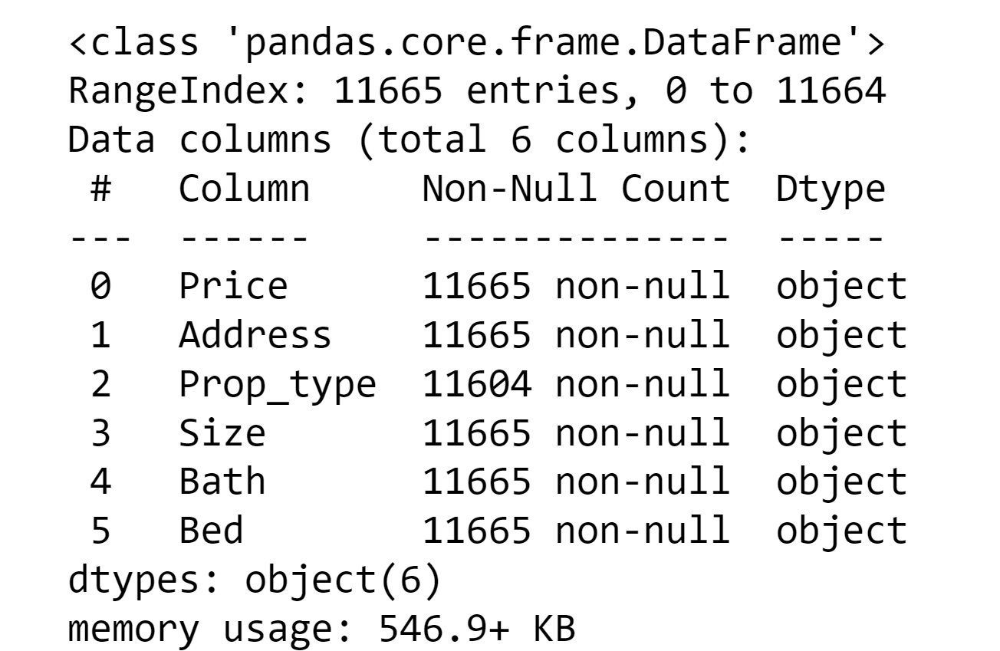 <class 'pandas.core.frame.DataFrame'>
RangeIndex: 11665 entries, 0 to 11664
Data columns (total 6 columns):
 #   Column     Non-Null Count  Dtype
---  ------     --------------  -----
 0   Price      11665 non-null  object
 1   Address    11665 non-null  object
 2   Prop_type  11604 non-null  object
 3   Size       11665 non-null  object
 4   Bath       11665 non-null  object
 5   Bed        11665 non-null  object
dtypes: object(6)
memory usage: 546.9+ KB